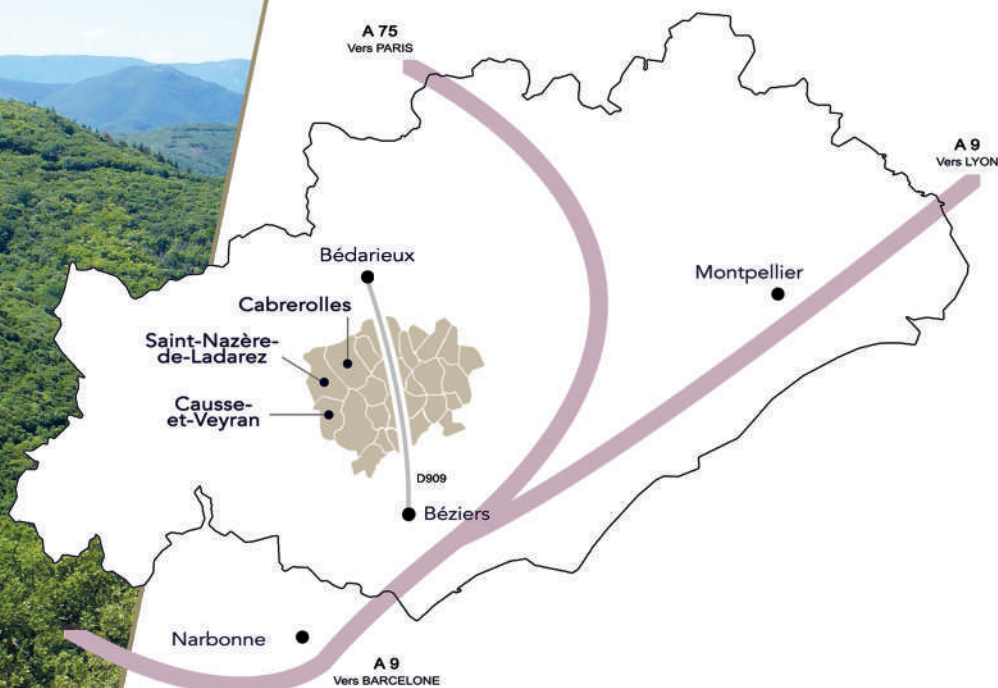 A 75
Vers PARIS
A 9
Vers LYON
Bédarieux
Montpellier
Cabrerolles
Saint-Nazère-
de-Ladarez
Causse-
et-Veyran
D909
Béziers
Narbonne
A 9
Vers BARCELONE